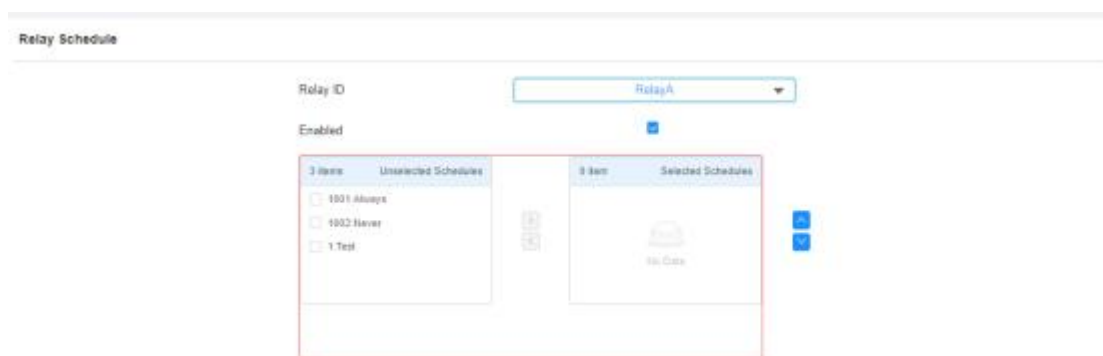 Relay Schedule
Relay ID
RelayA
Enabled
3 items Unselected Schedules
0 item Selected Schedules
1001 Always
1002 Never
1 Test
No Data